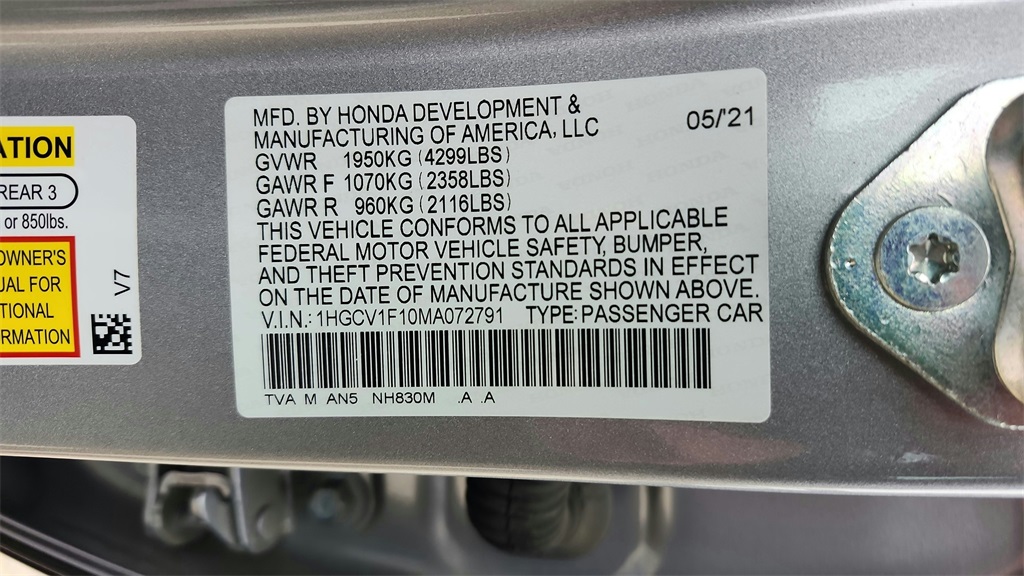 ATION
REAR 3
or 850lbs.
OWNER'S
UAL FOR
TIONAL
ORMATION
V7
MFD. BY HONDA DEVELOPMENT &
MANUFACTURING OF AMERICA, LLC
05/'21
GVWR 1950KG (4299LBS)
GAWR F 1070KG (2358LBS)
GAWR R 960KG (2116LBS)
THIS VEHICLE CONFORMS TO ALL APPLICABLE
FEDERAL MOTOR VEHICLE SAFETY, BUMPER,
AND THEFT PREVENTION STANDARDS IN EFFECT
ON THE DATE OF MANUFACTURE SHOWN ABOVE.
V.I.N.: 1HGCV1F10MA072791 TYPE: PASSENGER CAR
TVA M AN5 NH830M .A .A